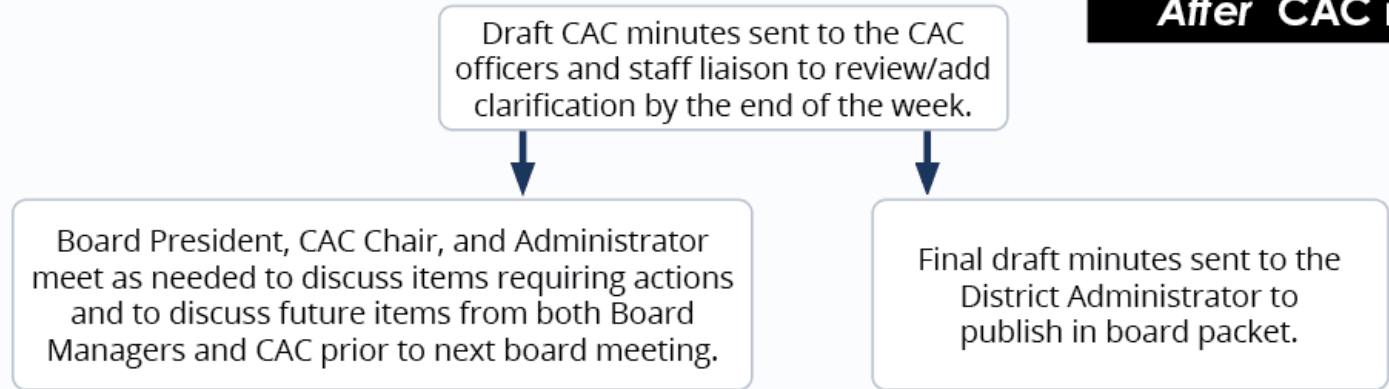 After CAC
Draft CAC minutes sent to the CAC
officers and staff liaison to review/add
clarification by the end of the week.
Board President, CAC Chair, and Administrator
meet as needed to discuss items requiring actions
and to discuss future items from both Board
Managers and CAC prior to next board meeting.
Final draft minutes sent to the
District Administrator to
publish in board packet.